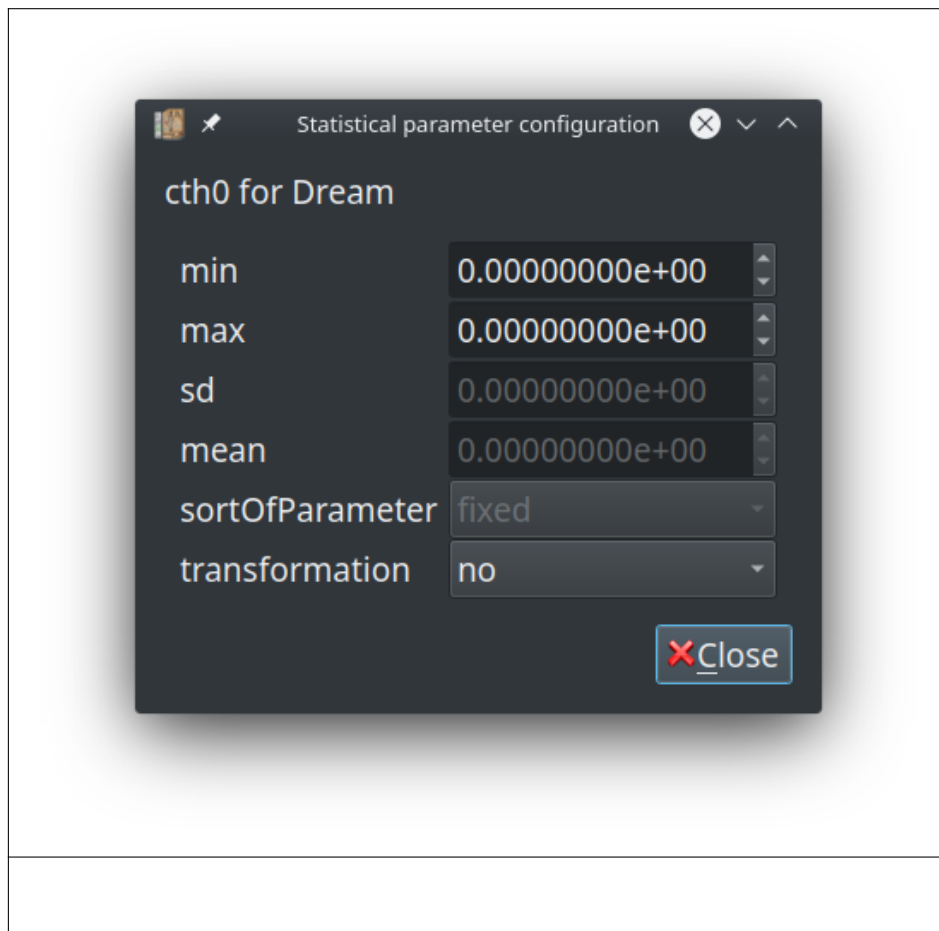 Statistical parameter configuration
cth0 for Dream
min 0.00000000e+00
max 0.00000000e+00
sd 0.00000000e+00
mean 0.00000000e+00
sortOfParameter fixed
transformation no
Close